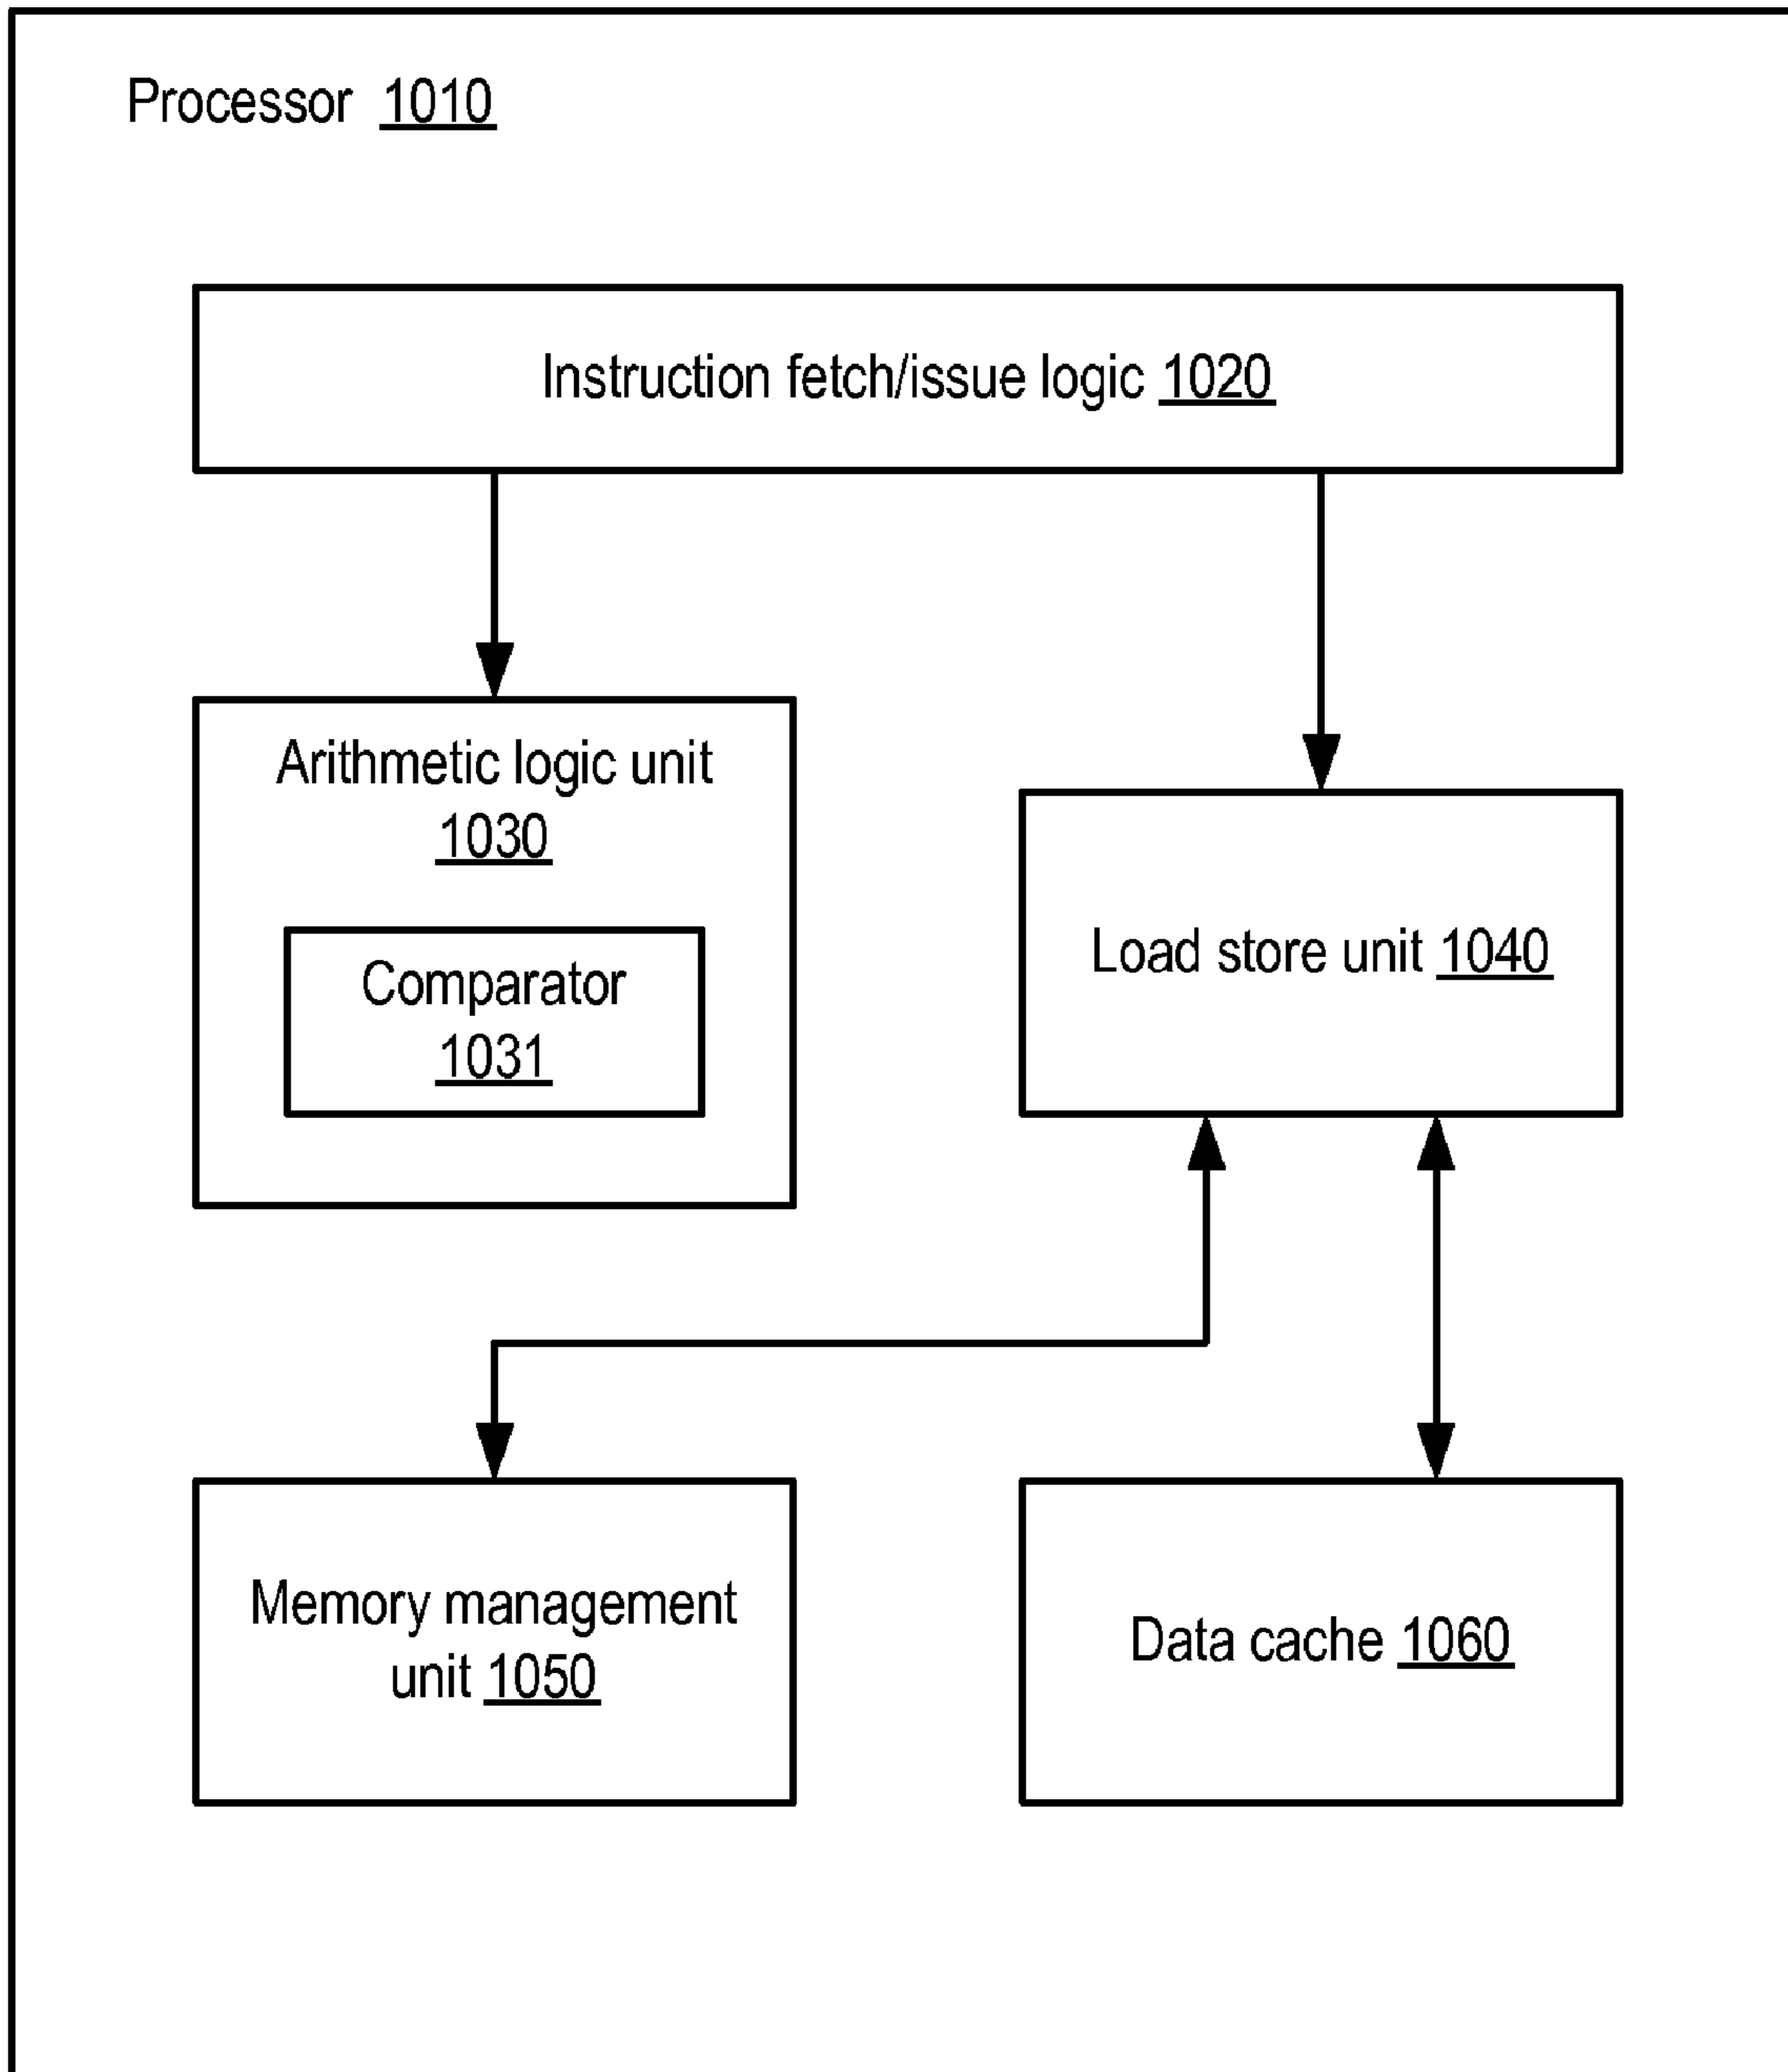 Processor 1010
Instruction fetch/issue logic 1020
Arithmetic logic unit
1030
Comparator
1031
Load store unit 1040
Memory management
unit 1050
Data cache 1060